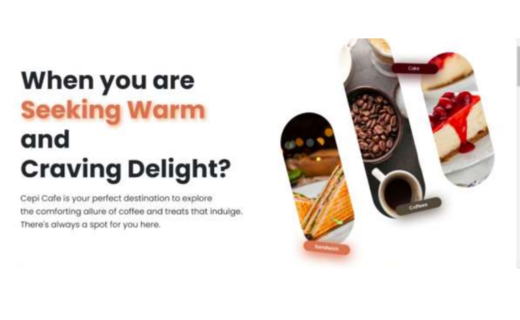 When you are
Seeking Warm
and
Craving Delight?
Cepi Cafe is your perfect destination to explore
the comforting allure of coffee and treats that indulge.
There's always a spot for you here.
Cake
Coffees
Sandwich